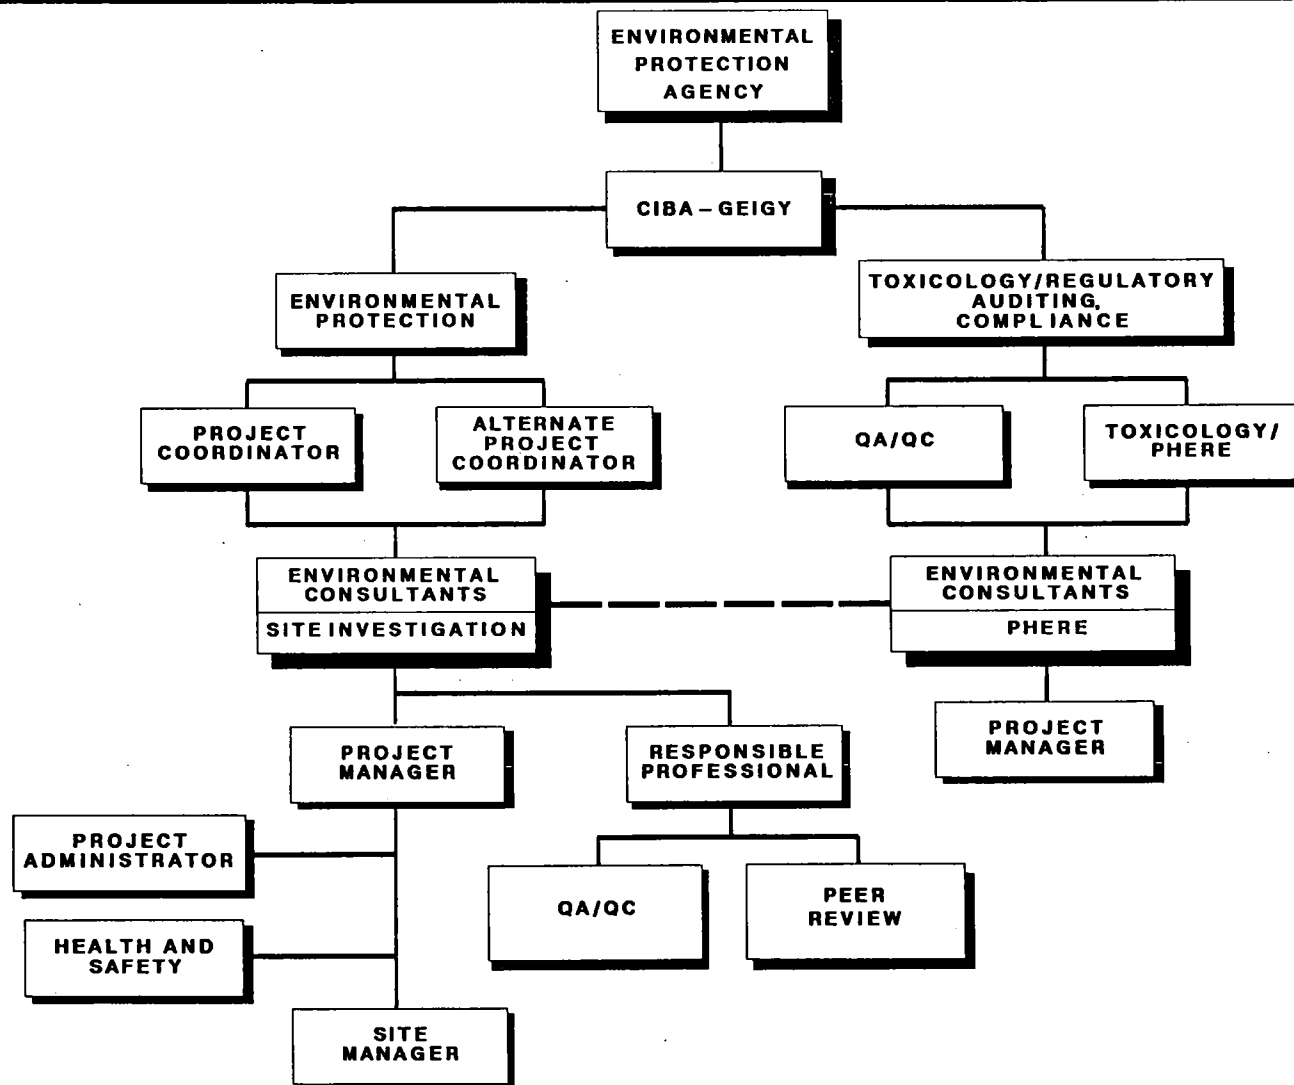 ENVIRONMENTAL
PROTECTION
AGENCY
CIBA – GEIGY
ENVIRONMENTAL
PROTECTION
TOXICOLOGY/REGULATORY
AUDITING,
COMPLIANCE
PROJECT
COORDINATOR
ALTERNATE
PROJECT
COORDINATOR
QA/QC
TOXICOLOGY/
PHERE
ENVIRONMENTAL
CONSULTANTS
SITE INVESTIGATION
ENVIRONMENTAL
CONSULTANTS
PHERE
PROJECT
MANAGER
RESPONSIBLE
PROFESSIONAL
PROJECT
MANAGER
PROJECT
ADMINISTRATOR
QA/QC
PEER
REVIEW
HEALTH AND
SAFETY
SITE
MANAGER